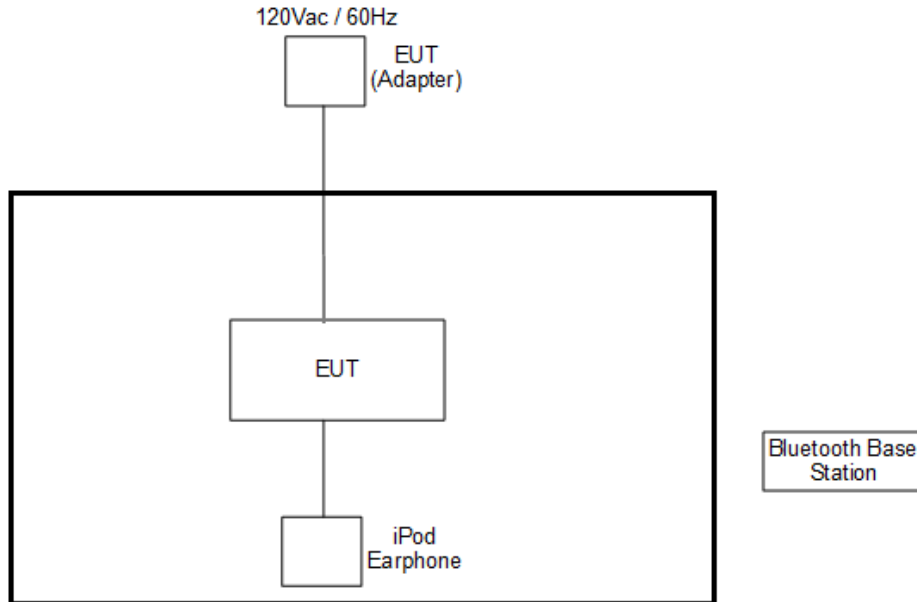 120Vac / 60Hz
EUT
(Adapter)
EUT
Bluetooth Base
Station
iPod
Earphone